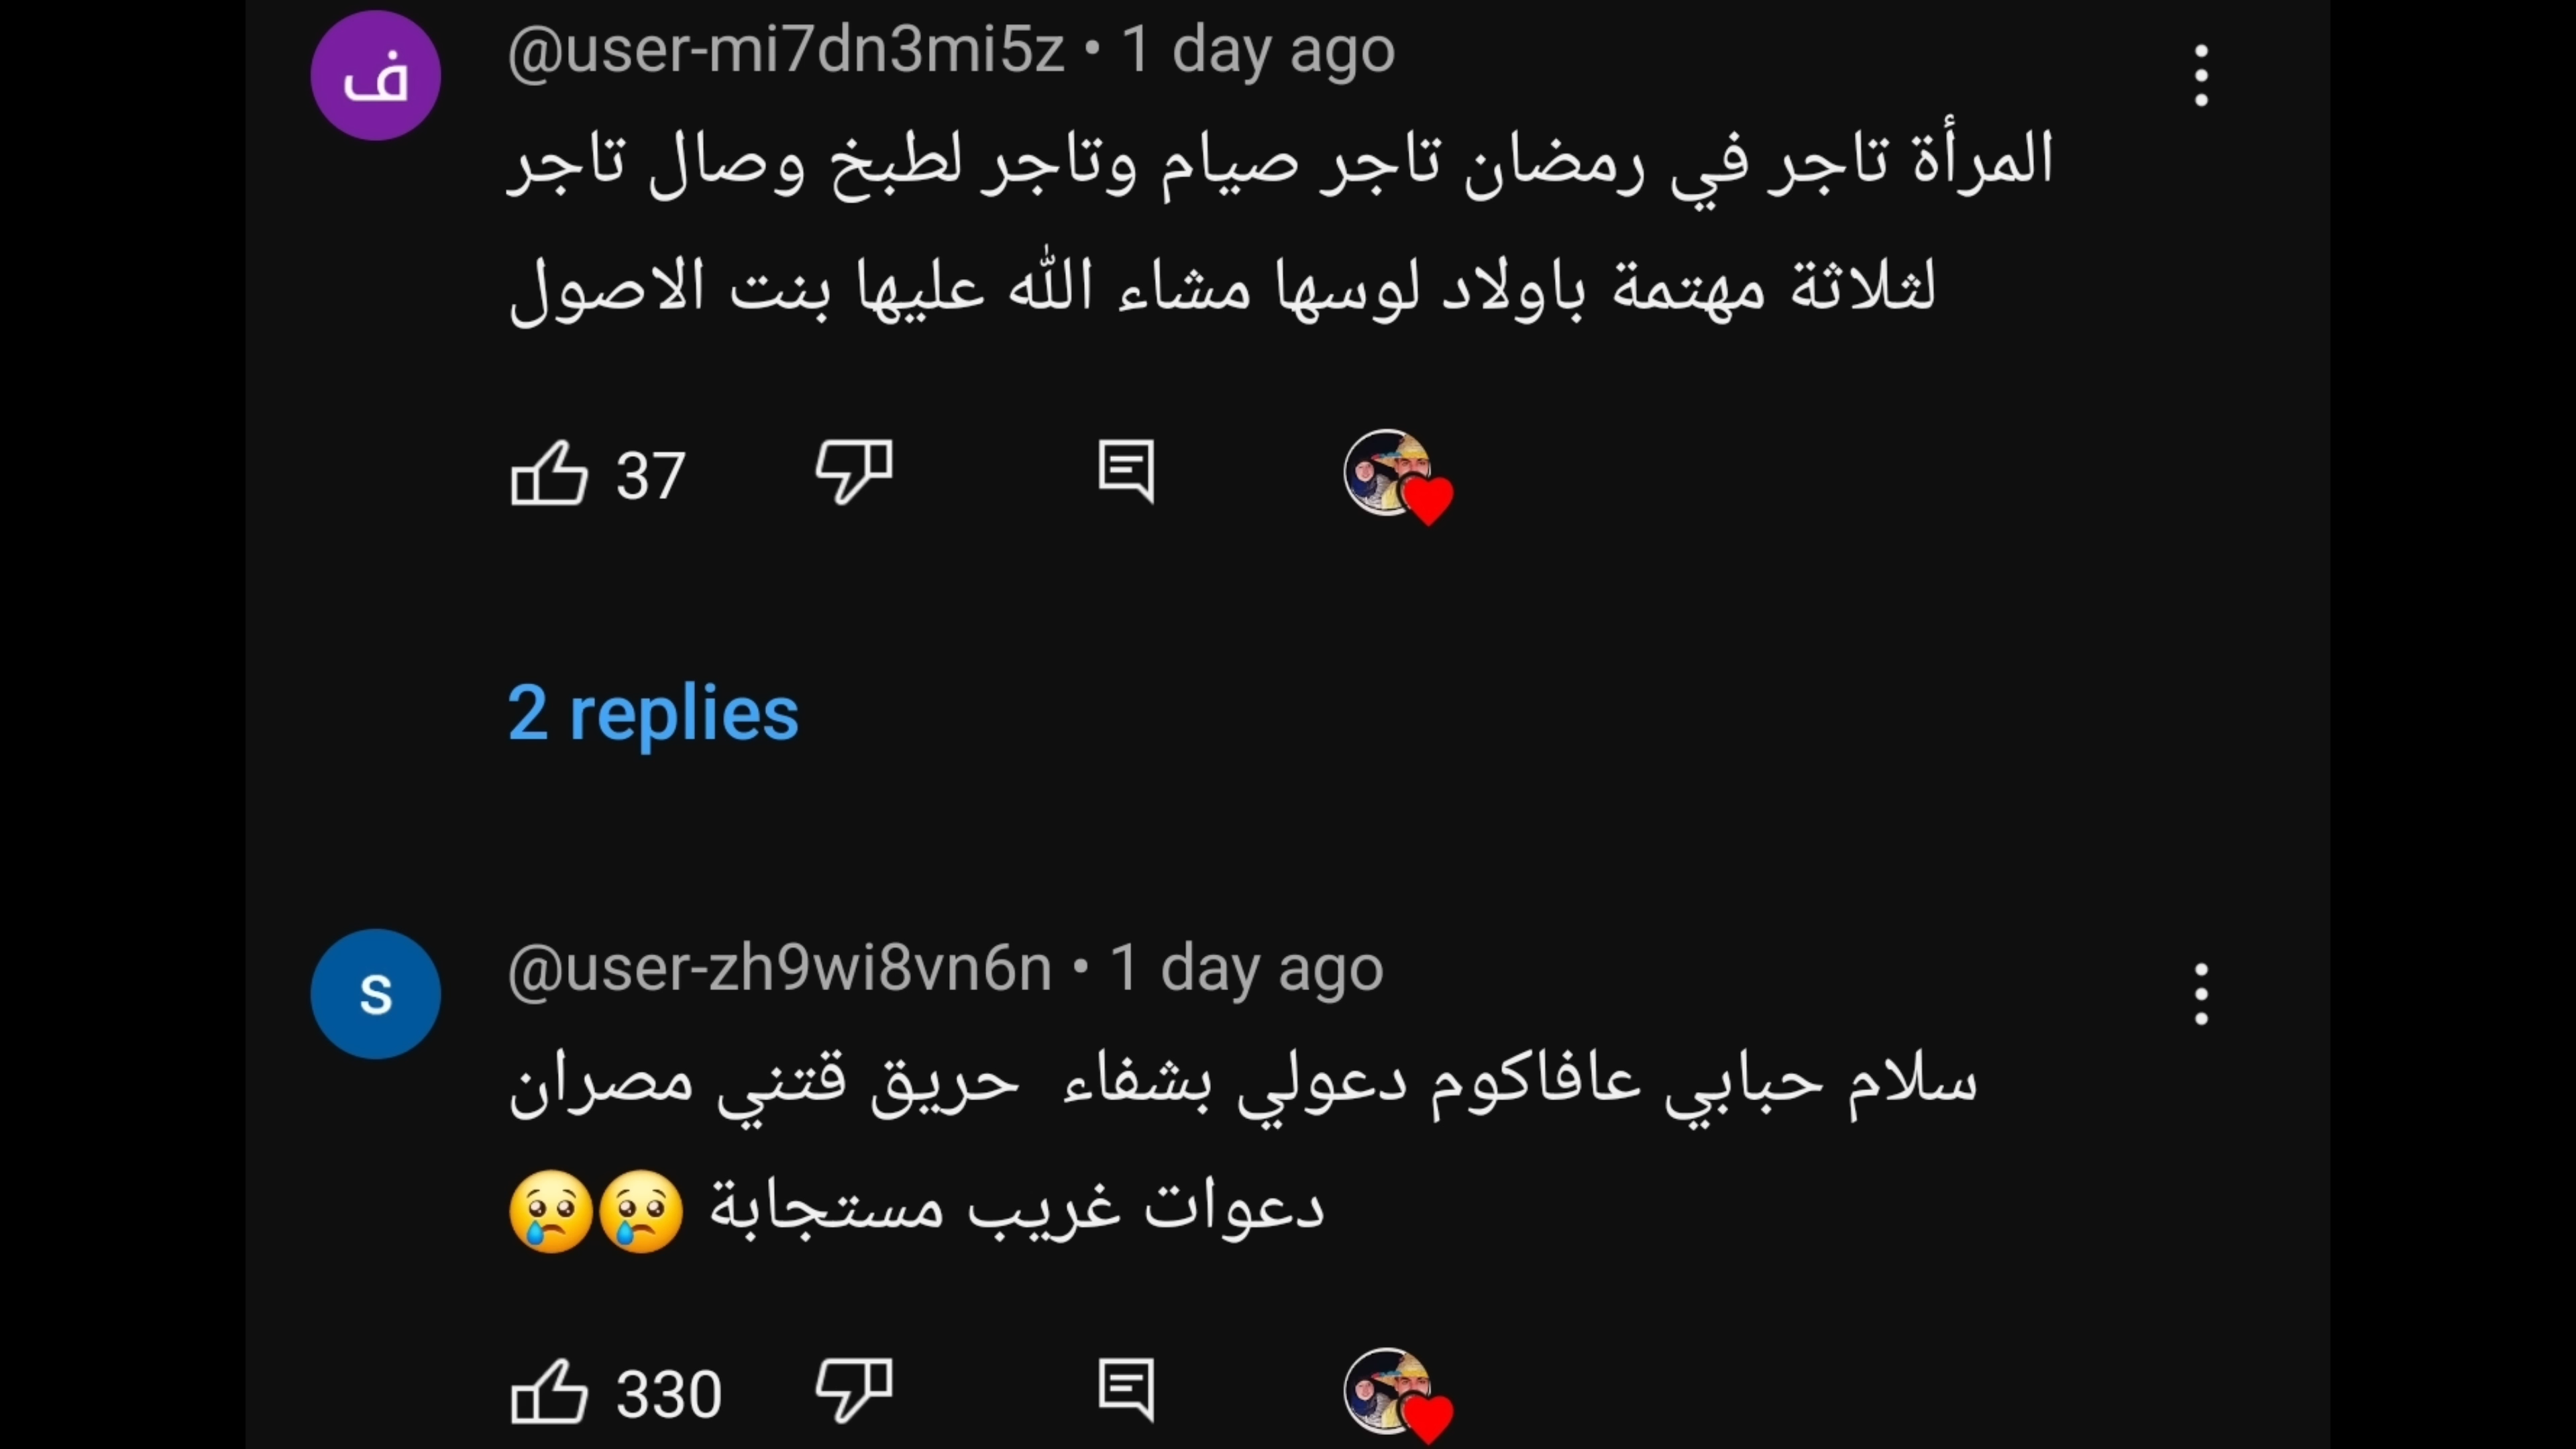 ف
@user-mi7dn3mi5z • 1 day ago
المرأة تاجر في رمضان تاجر صيام وتاجر لطبخ وصال تاجر
لثلاثة مهتمة باولاد لوسها مشاء الله عليها بنت الاصول
37
2 replies
s
@user-zh9wi8vn6n • 1 day ago
سلام حبابي عافاكوم دعولي بشفاء  حريق قتني مصران
دعوات غريب مستجابة 😢😢
330